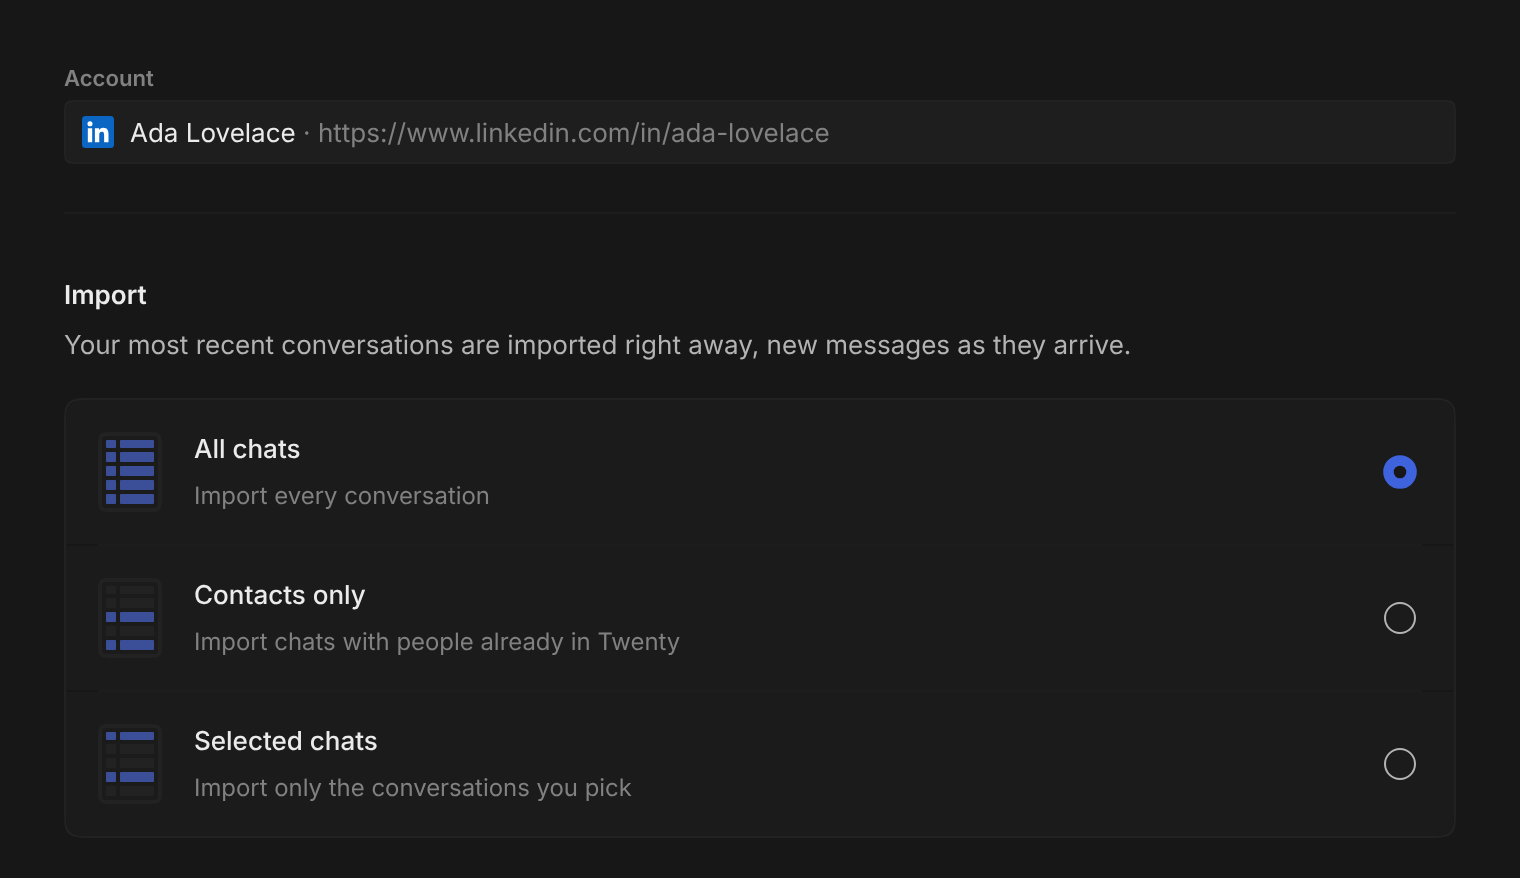 Account
in Ada Lovelace · https://www.linkedin.com/in/ada-lovelace
Import
Your most recent conversations are imported right away, new messages as they arrive.
All chats
Import every conversation
Contacts only
Import chats with people already in Twenty
Selected chats
Import only the conversations you pick